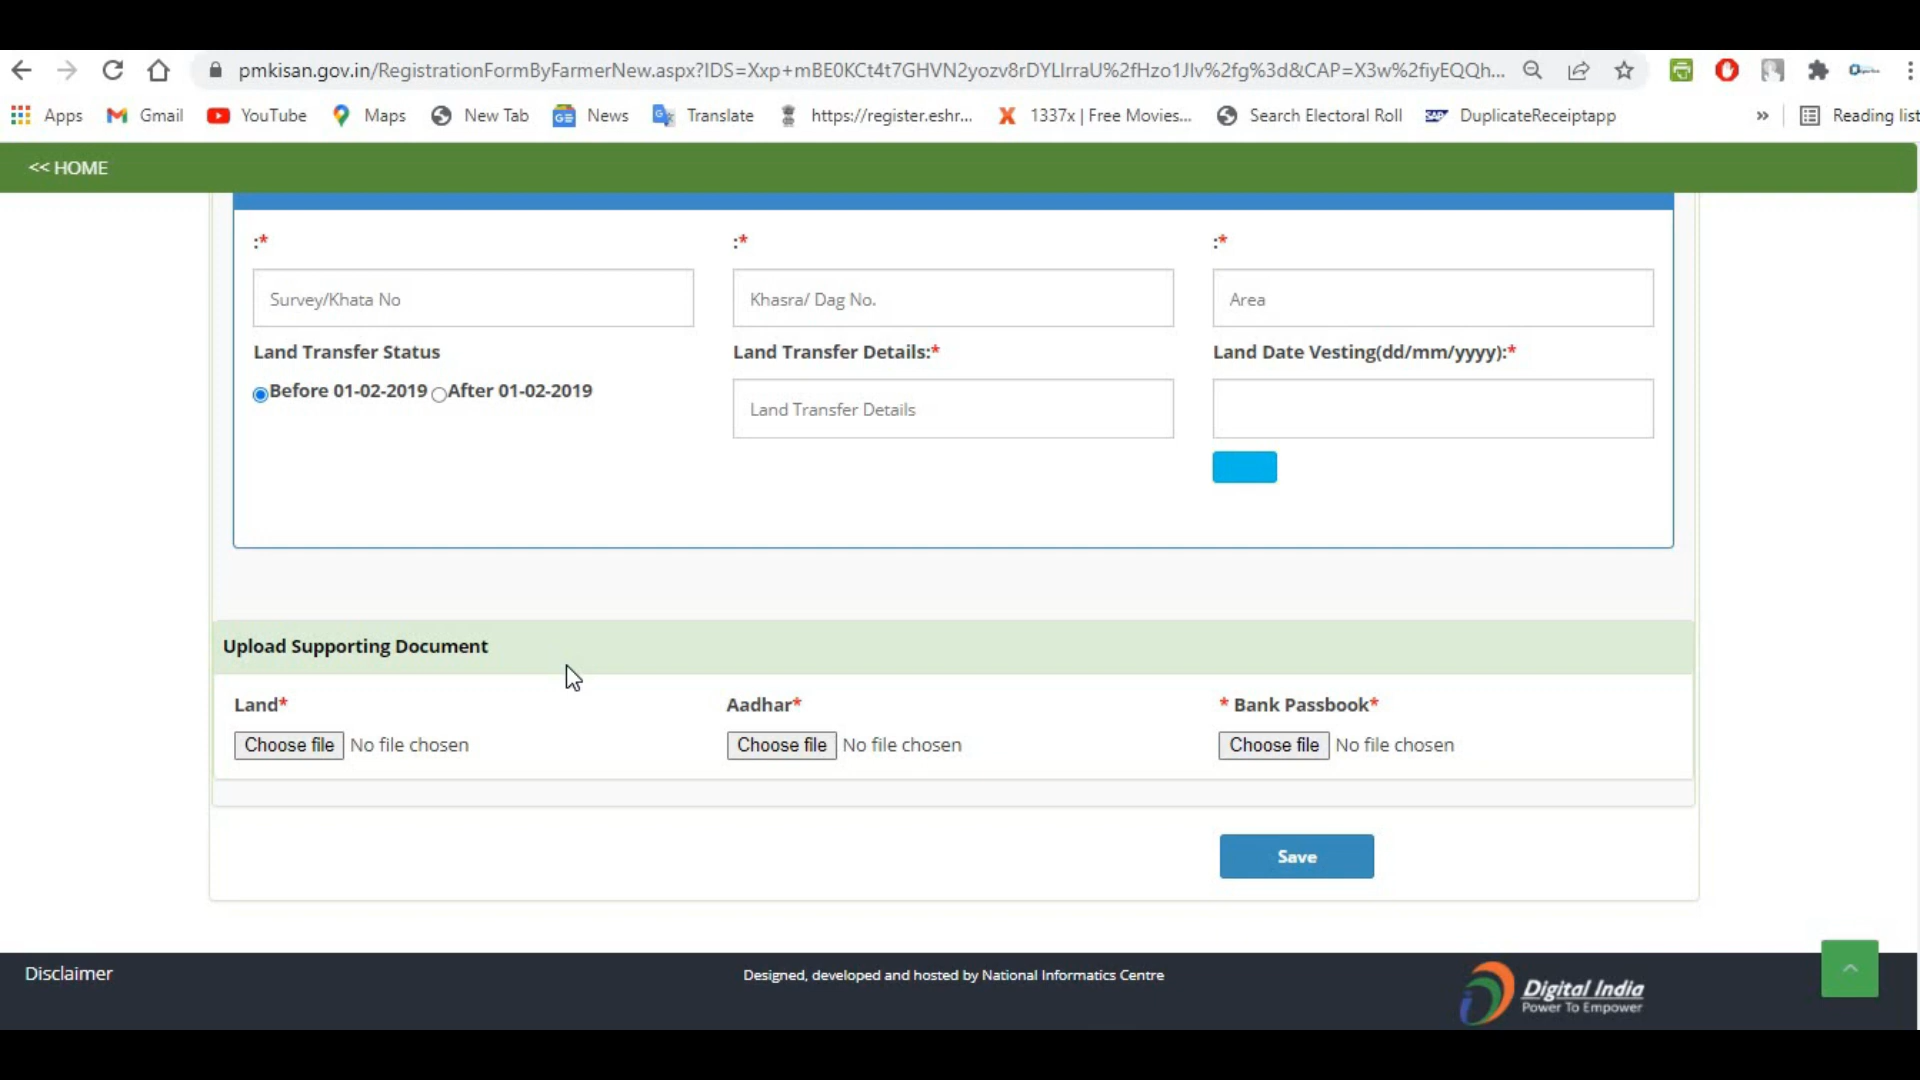 pmkisan.gov.in/RegistrationFormByFarmerNew.aspx?IDS=Xxp+mBE0KCt4t7GHVN2yozv8rDYLIrraU%2fHzo1JIv%2fg%3d&CAP=X3w%2fiyEQQh...
Apps Gmail YouTube Maps New Tab News Translate https://register.eshr... 1337x | Free Movies... Search Electoral Roll DuplicateReceiptapp » Reading list
<< HOME
:* :* :*
Survey/Khata No Khasra/ Dag No. Area
Land Transfer Status Land Transfer Details:* Land Date Vesting(dd/mm/yyyy):*
Before 01-02-2019 After 01-02-2019
Land Transfer Details
Upload Supporting Document
Land* Aadhar* * Bank Passbook*
Choose file No file chosen Choose file No file chosen Choose file No file chosen
Save
Disclaimer Designed, developed and hosted by National Informatics Centre Digital India
Power To Empower